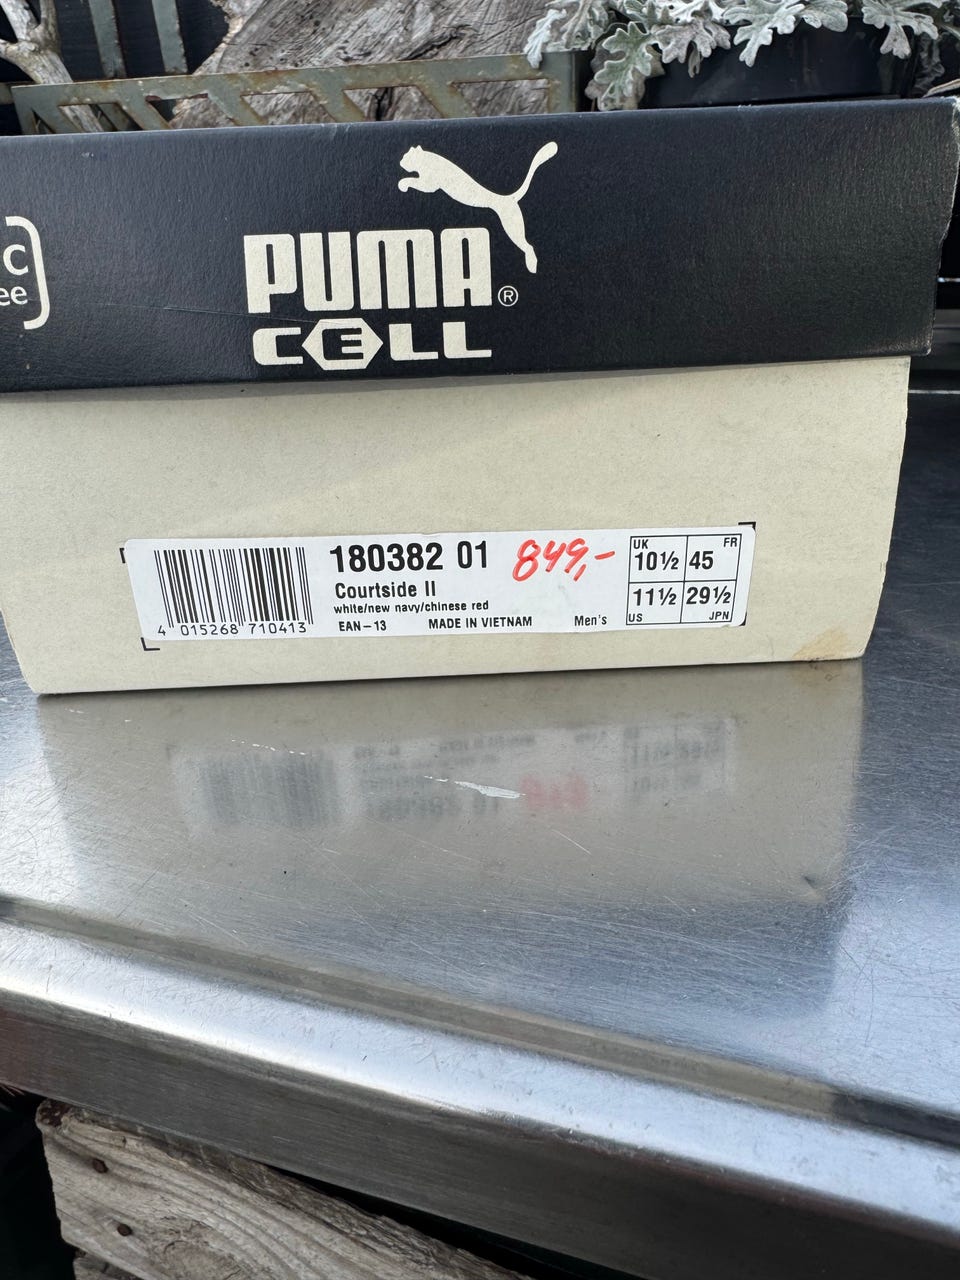 c
ee
PUMA®
CELL
180382 01 849,-
Courtside II
white/new navy/chinese red
EAN-13 MADE IN VIETNAM Men's
4 015268 710413
UK 10½ 45 FR
11½ 29½
US JPN